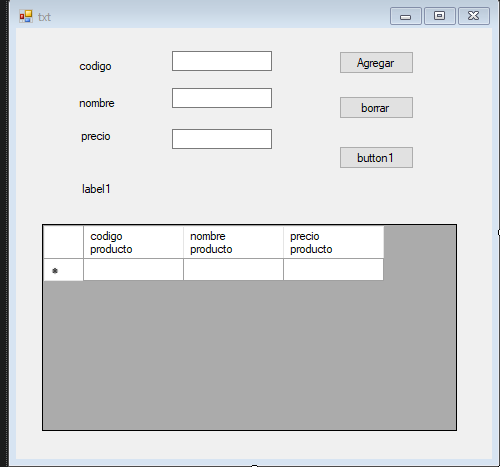 txt
codigo
Agregar
nombre
borrar
precio
button1
label1
codigo producto
nombre producto
precio producto
*